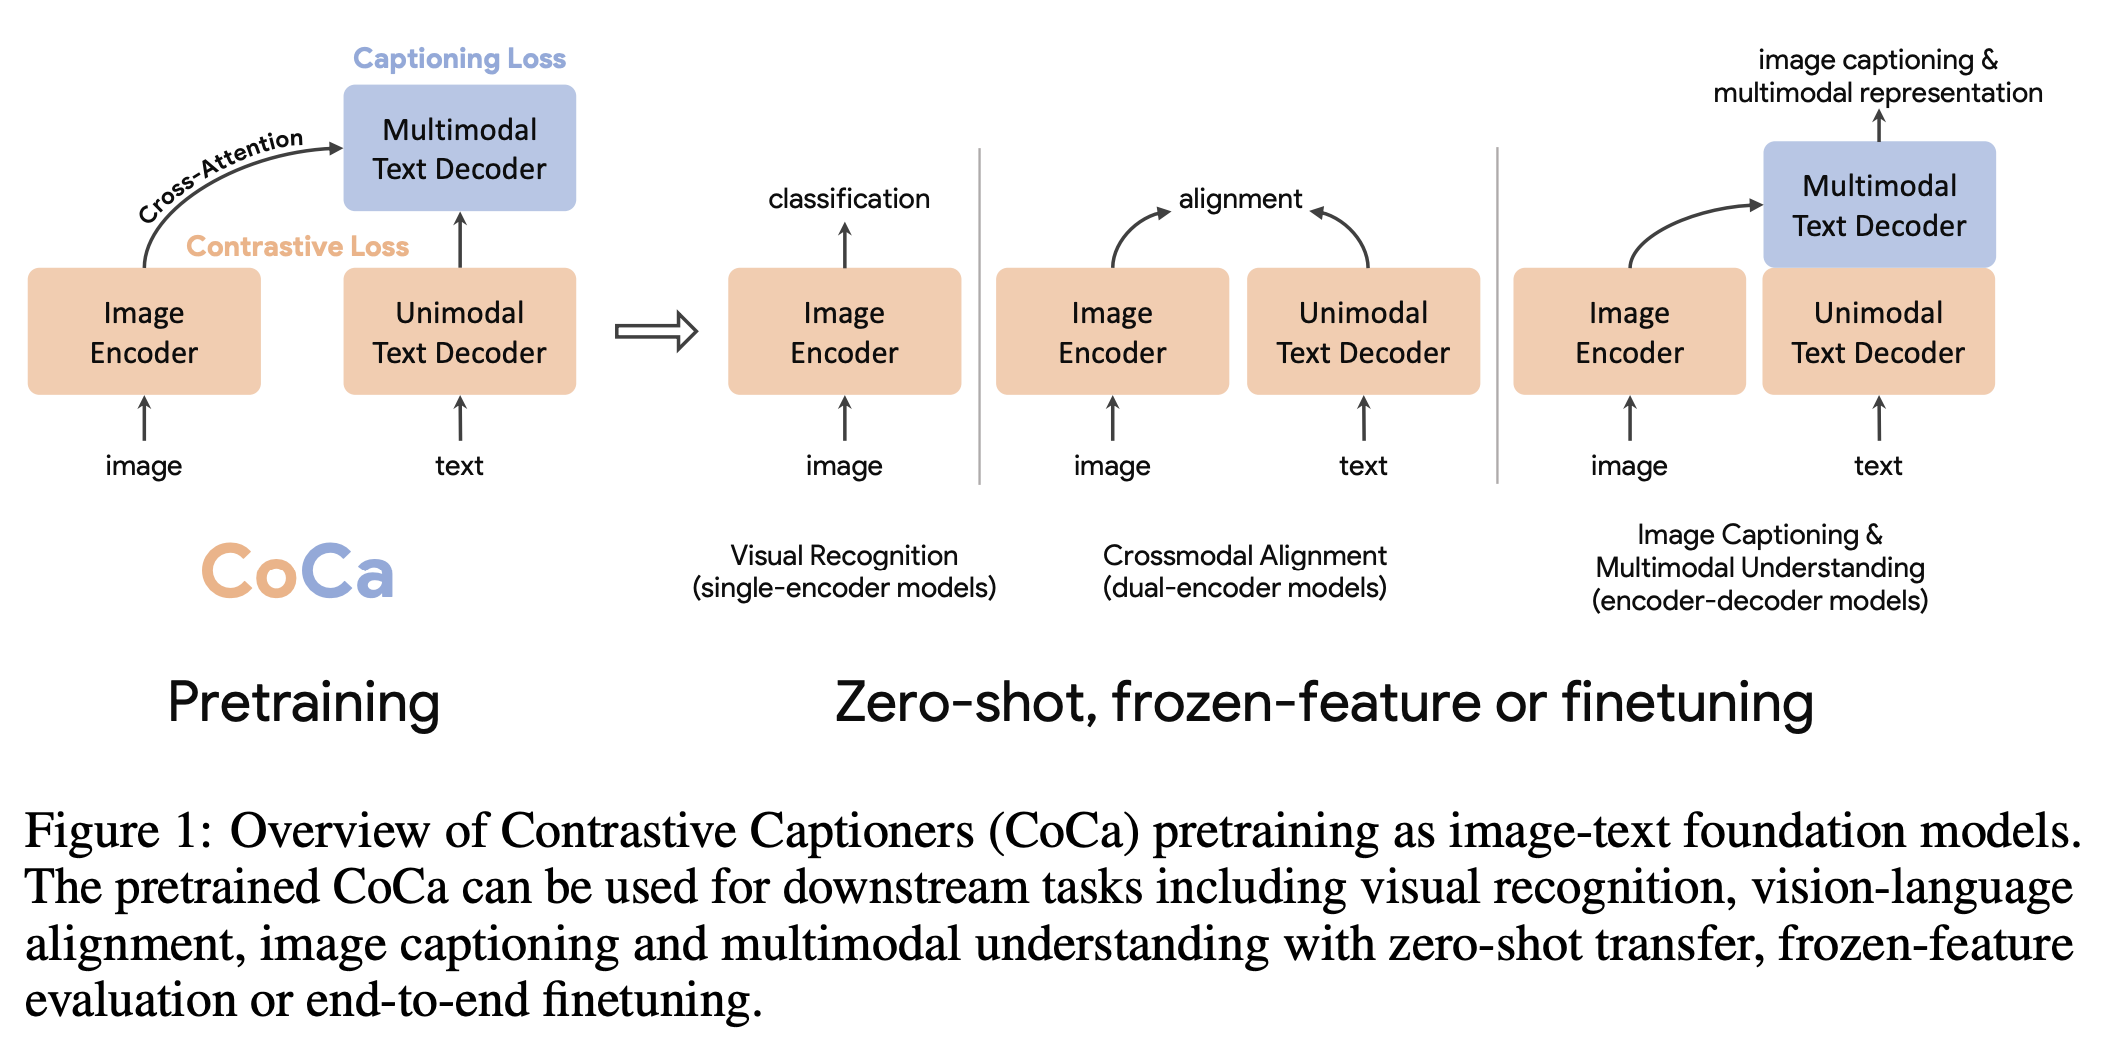 Captioning Loss
Multimodal
Text Decoder
Cross-Attention
Contrastive Loss
Image
Encoder
Unimodal
Text Decoder
image
text
CoCa
Pretraining
classification
Image
Encoder
image
Visual Recognition
(single-encoder models)
alignment
Image
Encoder
Unimodal
Text Decoder
image
text
Crossmodal Alignment
(dual-encoder models)
image captioning &
multimodal representation
Multimodal
Text Decoder
Image
Encoder
Unimodal
Text Decoder
image
text
Image Captioning &
Multimodal Understanding
(encoder-decoder models)
Zero-shot, frozen-feature or finetuning
Figure 1: Overview of Contrastive Captioners (CoCa) pretraining as image-text foundation models.
The pretrained CoCa can be used for downstream tasks including visual recognition, vision-language
alignment, image captioning and multimodal understanding with zero-shot transfer, frozen-feature
evaluation or end-to-end finetuning.